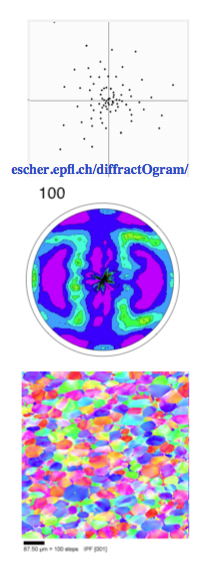 escher.epfl.ch/diffractOgram/
100
87.50 µm = 100 steps IPF [001]